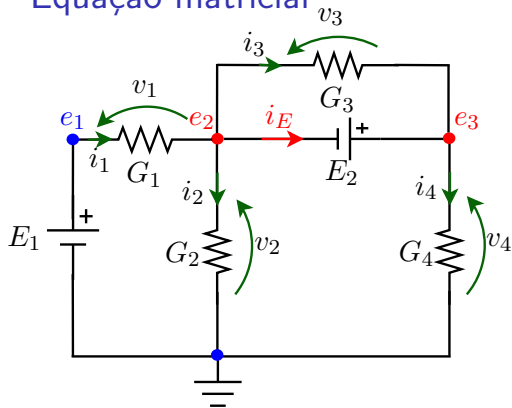 Equação matricial
v₃
i₃
G₃
v₁
e₁
e₂
i_E
+
e₃
i₁
G₁
E₂
i₂
i₄
E₁
+
G₂
v₂
G₄
v₄